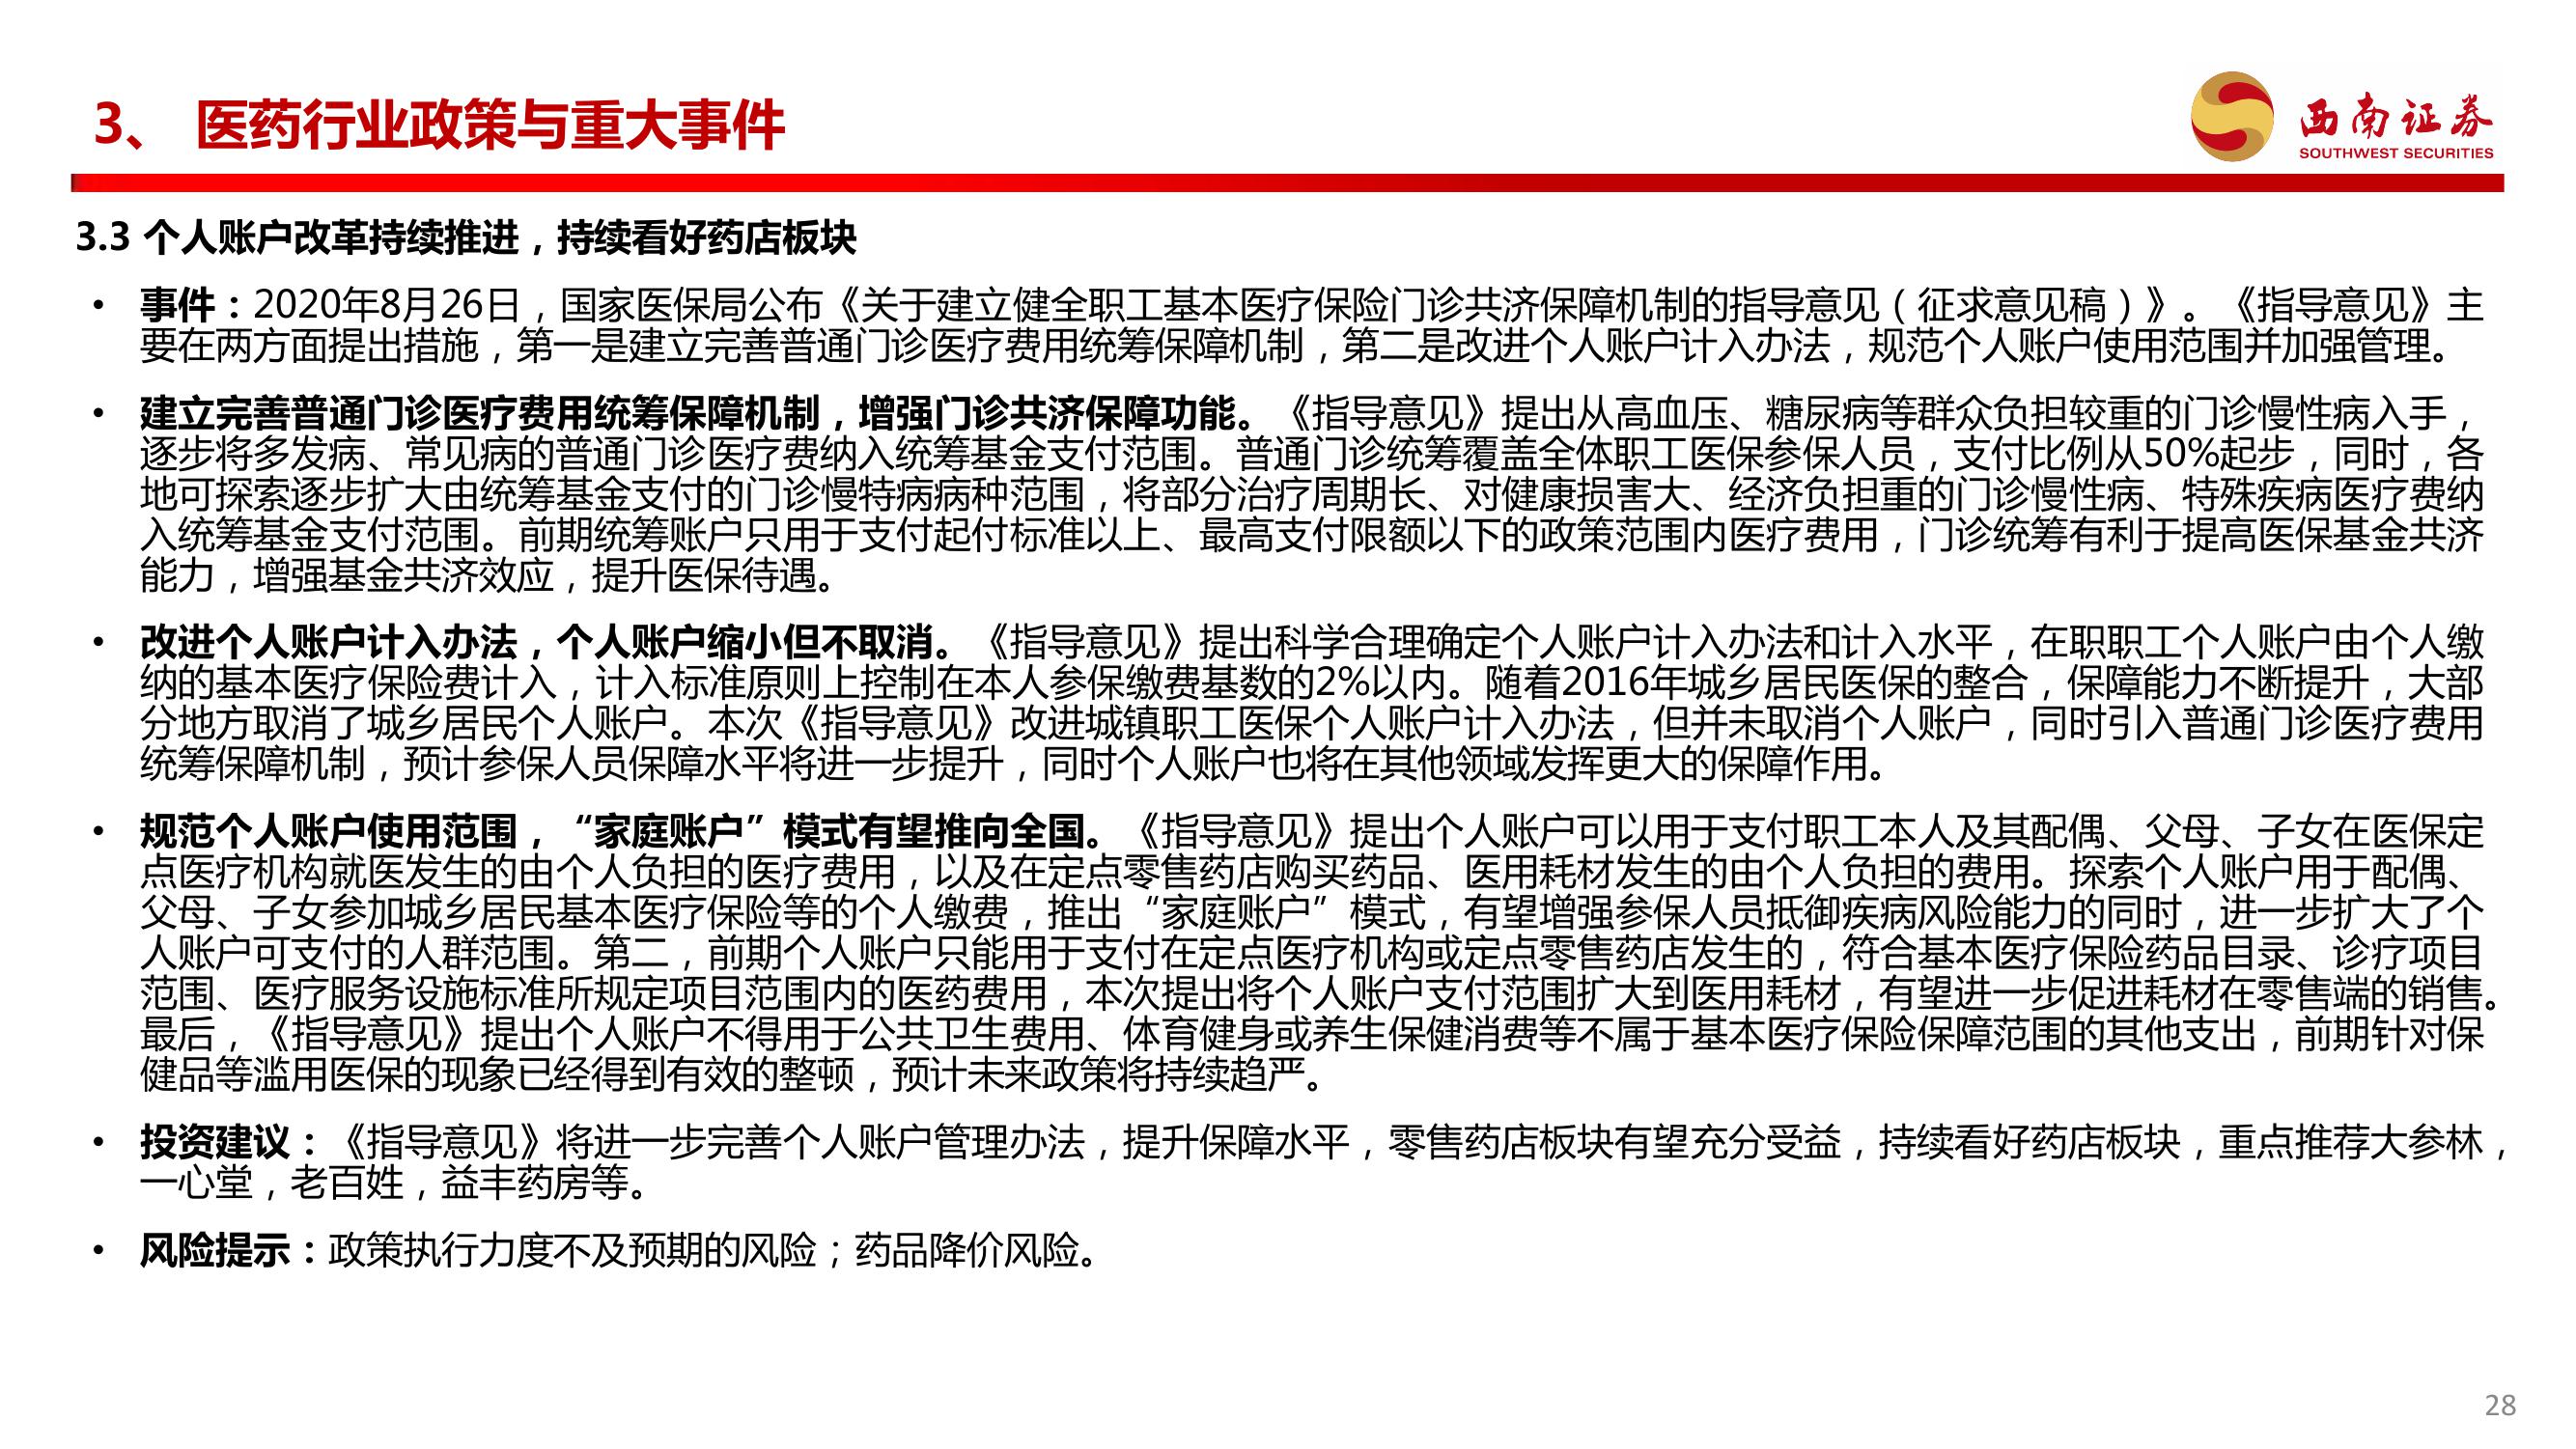 3、 医药行业政策与重大事件
西南证券
SOUTHWEST SECURITIES
3.3 个人账户改革持续推进，持续看好药店板块
• 事件：2020年8月26日，国家医保局公布《关于建立健全职工基本医疗保险门诊共济保障机制的指导意见（征求意见稿）》。《指导意见》主
要在两方面提出措施，第一是建立完善普通门诊医疗费用统筹保障机制，第二是改进个人账户计入办法，规范个人账户使用范围并加强管理。
• 建立完善普通门诊医疗费用统筹保障机制，增强门诊共济保障功能。《指导意见》提出从高血压、糖尿病等群众负担较重的门诊慢性病入手，
逐步将多发病、常见病的普通门诊医疗费纳入统筹基金支付范围。普通门诊统筹覆盖全体职工医保参保人员，支付比例从50%起步，同时，各
地可探索逐步扩大由统筹基金支付的门诊慢特病病种范围，将部分治疗周期长、对健康损害大、经济负担重的门诊慢性病、特殊疾病医疗费纳
入统筹基金支付范围。前期统筹账户只用于支付起付标准以上、最高支付限额以下的政策范围内医疗费用，门诊统筹有利于提高医保基金共济
能力，增强基金共济效应，提升医保待遇。
• 改进个人账户计入办法，个人账户缩小但不取消。《指导意见》提出科学合理确定个人账户计入办法和计入水平，在职职工个人账户由个人缴
纳的基本医疗保险费计入，计入标准原则上控制在本人参保缴费基数的2%以内。随着2016年城乡居民医保的整合，保障能力不断提升，大部
分地方取消了城乡居民个人账户。本次《指导意见》改进城镇职工医保个人账户计入办法，但并未取消个人账户，同时引入普通门诊医疗费用
统筹保障机制，预计参保人员保障水平将进一步提升，同时个人账户也将在其他领域发挥更大的保障作用。
• 规范个人账户使用范围，“家庭账户”模式有望推向全国。《指导意见》提出个人账户可以用于支付职工本人及其配偶、父母、子女在医保定
点医疗机构就医发生的由个人负担的医疗费用，以及在定点零售药店购买药品、医用耗材发生的由个人负担的费用。探索个人账户用于配偶、
父母、子女参加城乡居民基本医疗保险等的个人缴费，推出“家庭账户”模式，有望增强参保人员抵御疾病风险能力的同时，进一步扩大了个
人账户可支付的人群范围。第二，前期个人账户只能用于支付在定点医疗机构或定点零售药店发生的，符合基本医疗保险药品目录、诊疗项目
范围、医疗服务设施标准所规定项目范围内的医药费用，本次提出将个人账户支付范围扩大到医用耗材，有望进一步促进耗材在零售端的销售。
最后，《指导意见》提出个人账户不得用于公共卫生费用、体育健身或养生保健消费等不属于基本医疗保险保障范围的其他支出，前期针对保
健品等滥用医保的现象已经得到有效的整顿，预计未来政策将持续趋严。
• 投资建议：《指导意见》将进一步完善个人账户管理办法，提升保障水平，零售药店板块有望充分受益，持续看好药店板块，重点推荐大参林，
一心堂，老百姓，益丰药房等。
• 风险提示：政策执行力度不及预期的风险；药品降价风险。
28